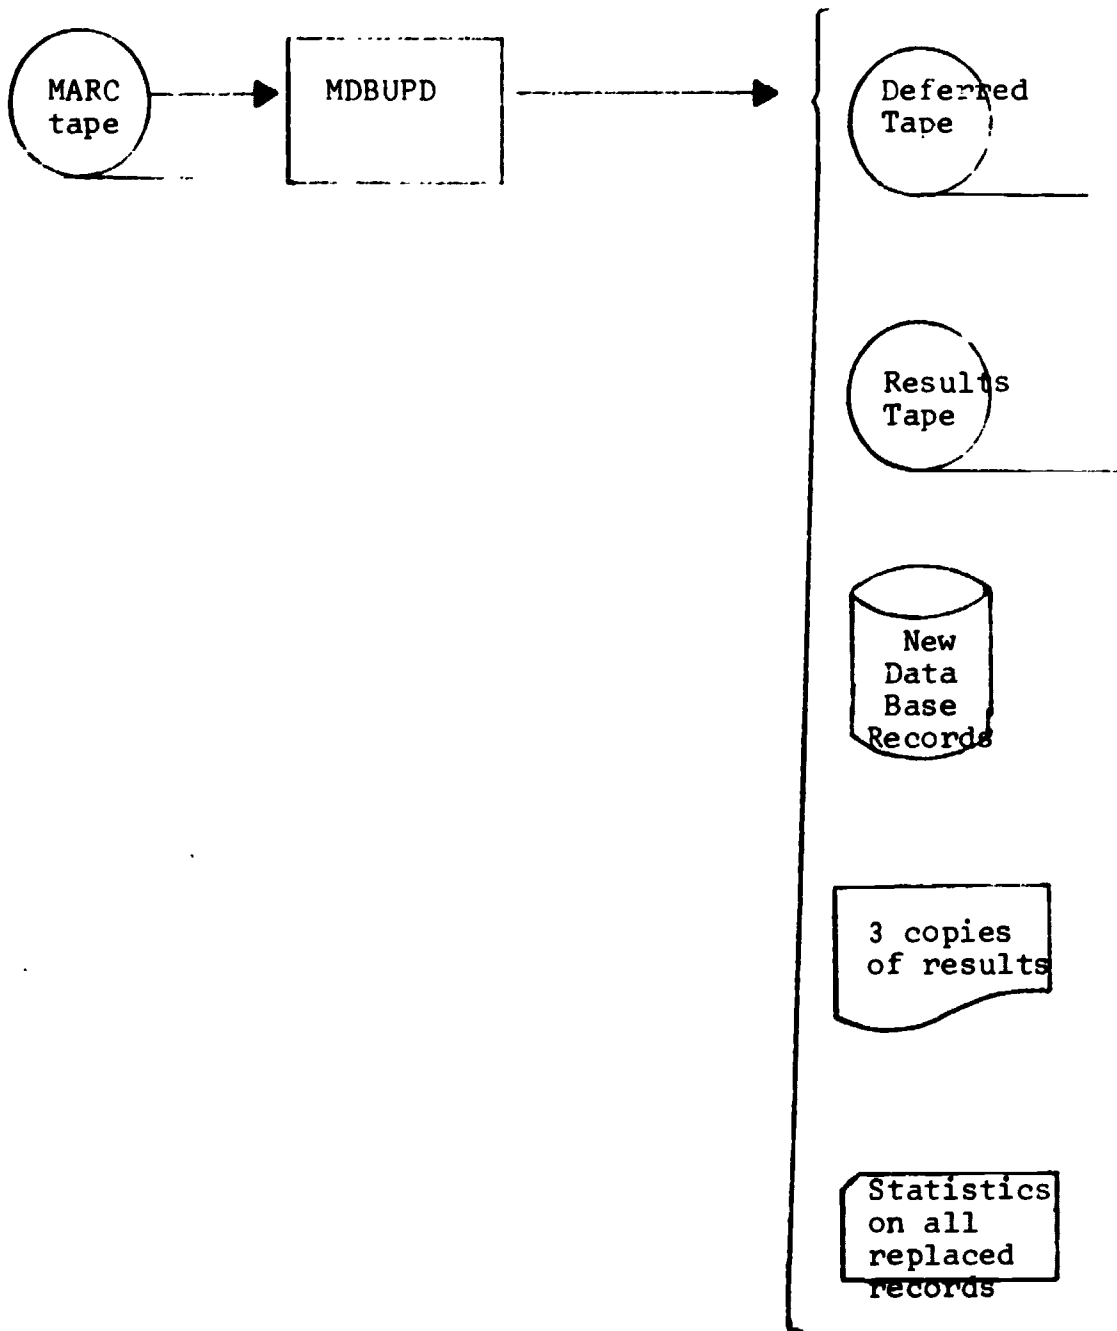 MARC
tape
MDBUPD
Deferred
Tape
Results
Tape
New
Data
Base
Records
3 copies
of results
Statistics
on all
replaced
records